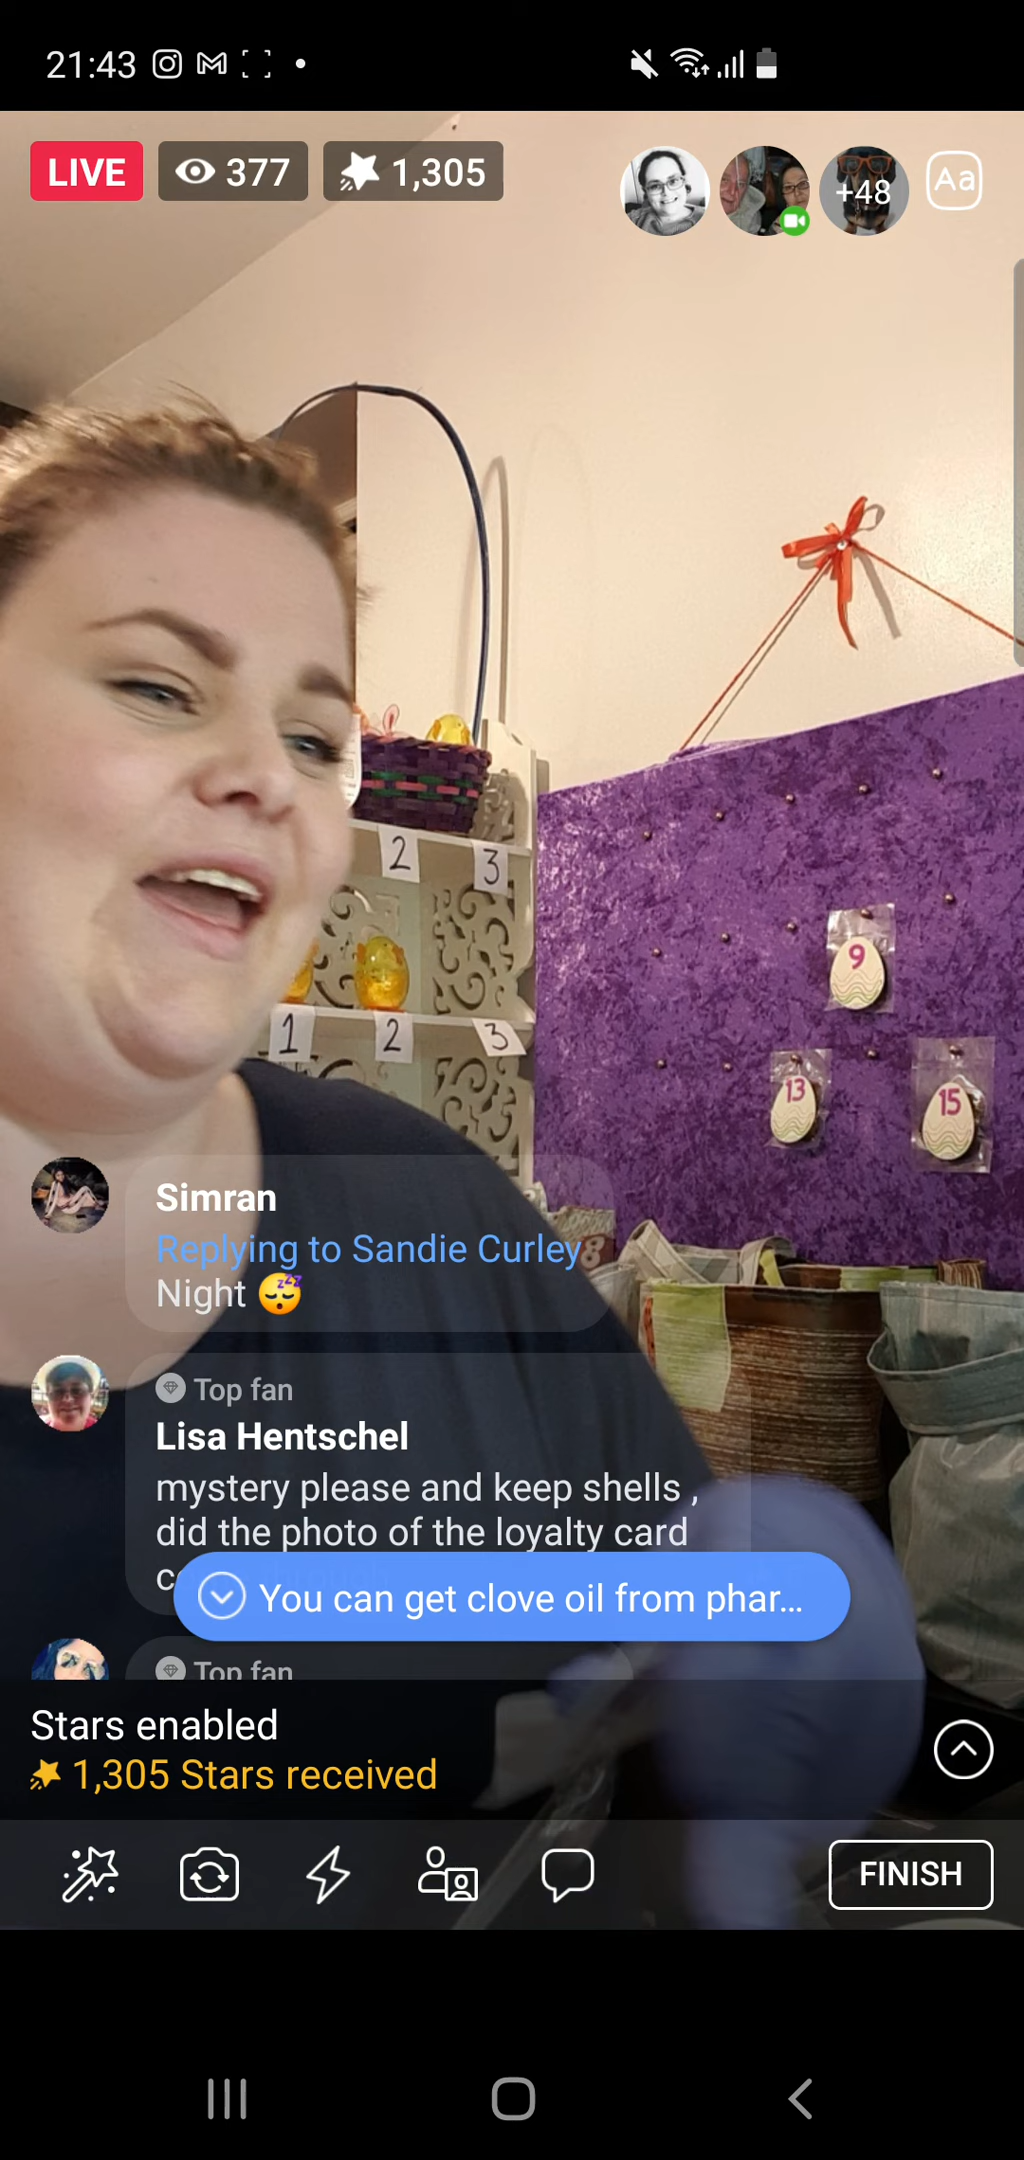 21:43
LIVE 377 1,305
+48 Aa
2 3
9
1 2 3
13 15
Simran
Replying to Sandie Curley
8
Night 😴
Top fan
Lisa Hentschel
mystery please and keep shells ,
did the photo of the loyalty card
You can get clove oil from phar...
Top fan
Stars enabled
1,305 Stars received
FINISH